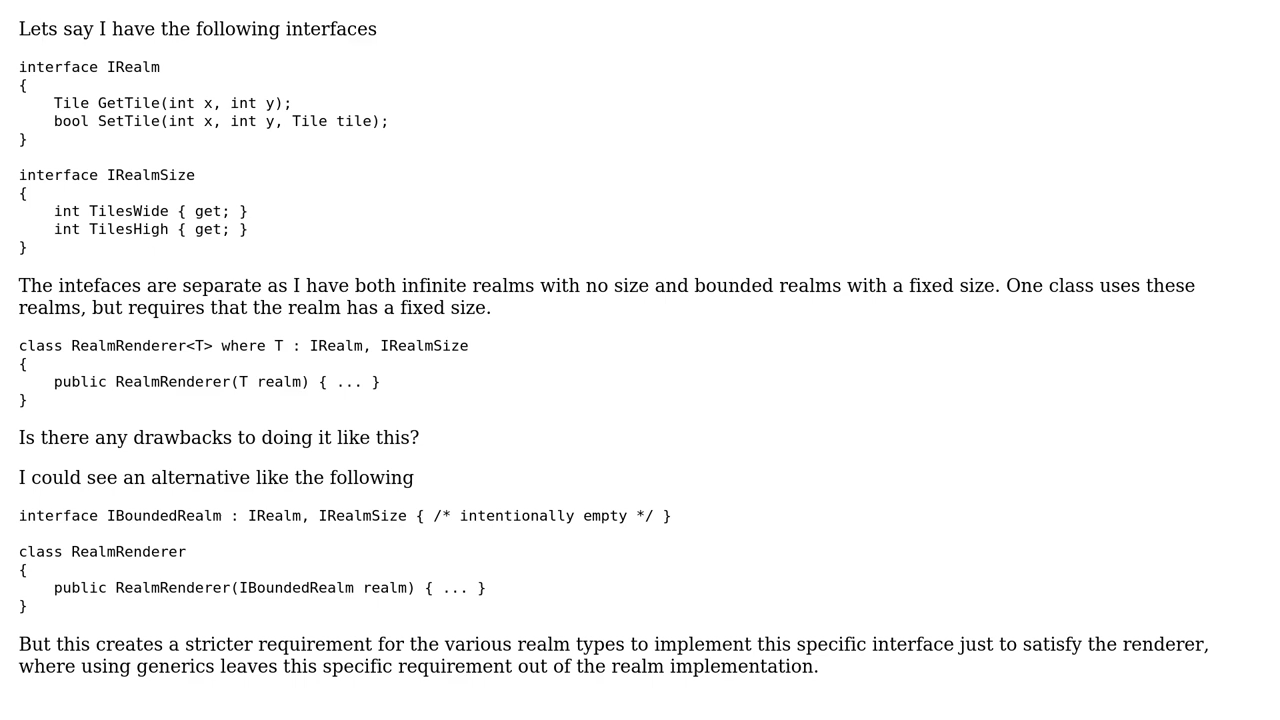 Lets say I have the following interfaces
interface IRealm
{
    Tile GetTile(int x, int y);
    bool SetTile(int x, int y, Tile tile);
}
interface IRealmSize
{
    int TilesWide { get; }
    int TilesHigh { get; }
}
The intefaces are separate as I have both infinite realms with no size and bounded realms with a fixed size. One class uses these
realms, but requires that the realm has a fixed size.
class RealmRenderer<T> where T : IRealm, IRealmSize
{
    public RealmRenderer(T realm) { ... }
}
Is there any drawbacks to doing it like this?
I could see an alternative like the following
interface IBoundedRealm : IRealm, IRealmSize { /* intentionally empty */ }
class RealmRenderer
{
    public RealmRenderer(IBoundedRealm realm) { ... }
}
But this creates a stricter requirement for the various realm types to implement this specific interface just to satisfy the renderer,
where using generics leaves this specific requirement out of the realm implementation.